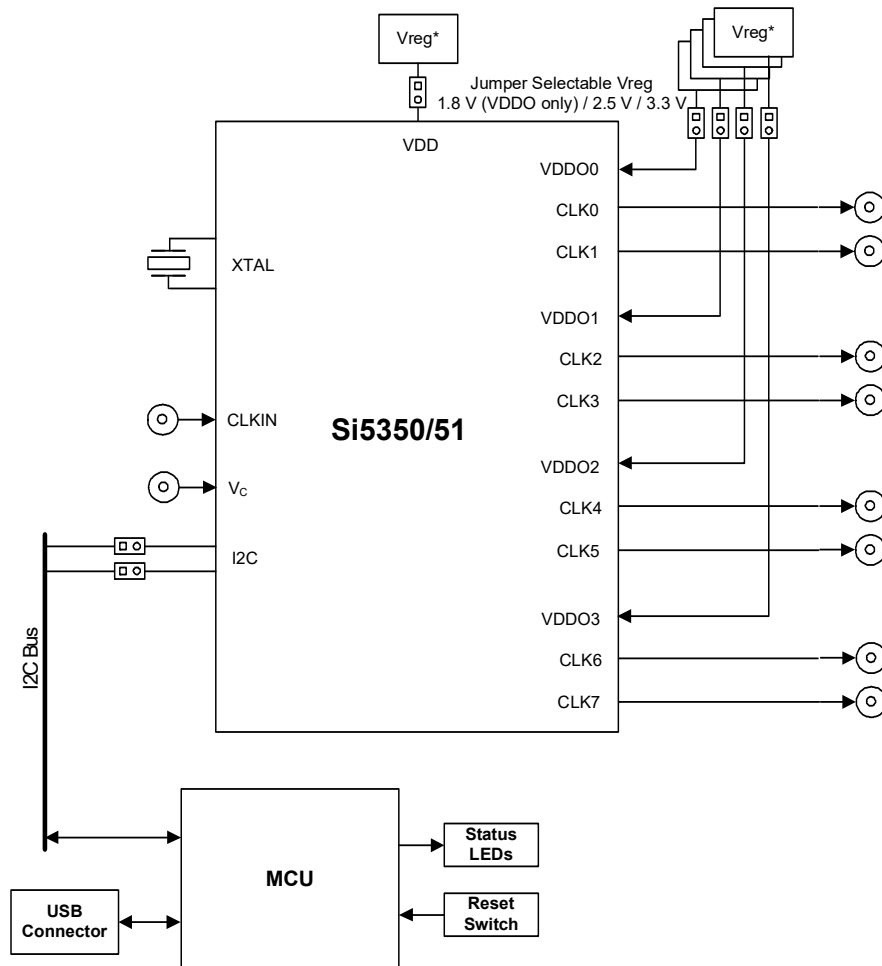 Vreg*
Vreg*
Jumper Selectable Vreg
1.8 V (VDDO only) / 2.5 V / 3.3 V
VDD
VDDO0
CLK0
CLK1
XTAL
VDDO1
CLK2
CLK3
CLKIN
Si5350/51
VDDO2
VC
CLK4
CLK5
I2C
VDDO3
CLK6
CLK7
I2C Bus
MCU
Status
LEDs
USB
Connector
Reset
Switch